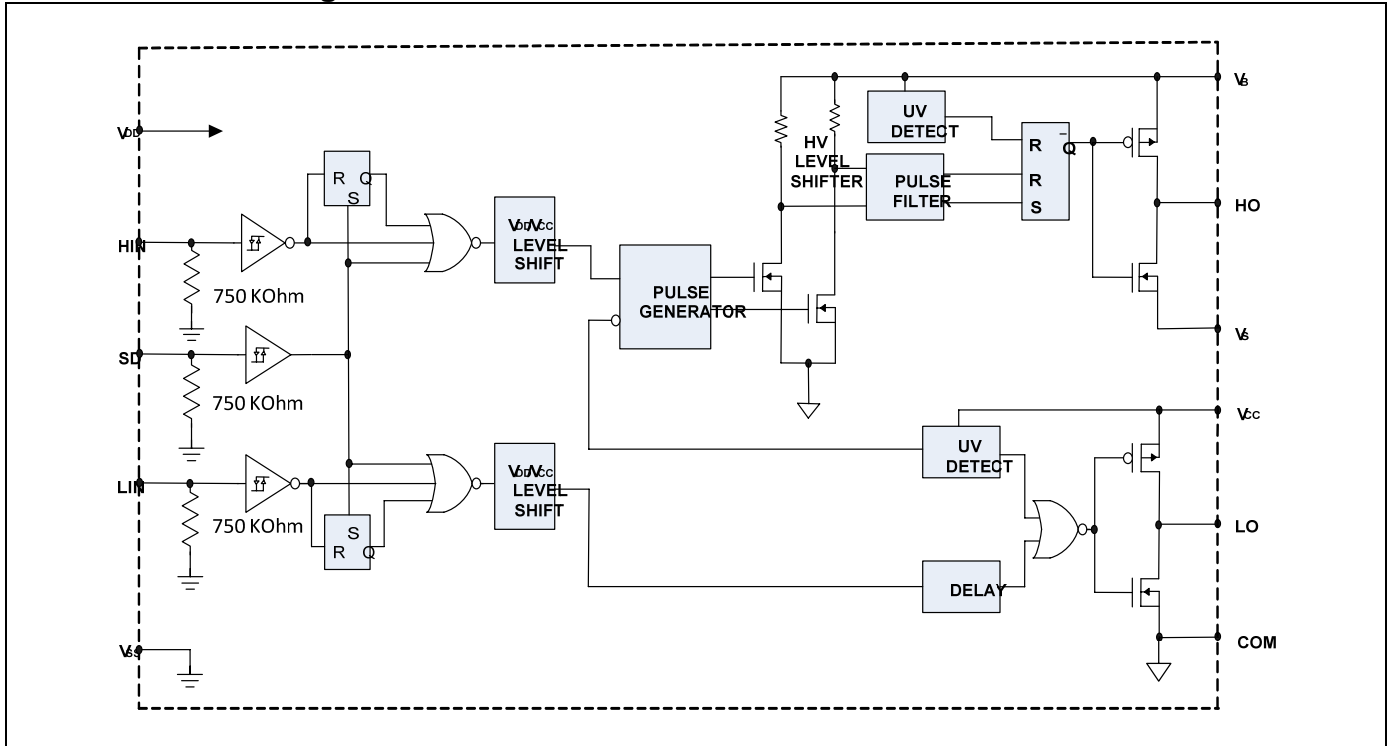 VB
UV
DETECT
VDD
HV
LEVEL
SHIFTER
R
Q
R Q
S
PULSE
FILTER
R
S
HO
HIN
VDD/VCC
LEVEL
SHIFT
750 KOhm
PULSE
GENERATOR
VS
SD
750 KOhm
VCC
UV
DETECT
LIN
VDD/VCC
LEVEL
SHIFT
750 KOhm
S
R Q
LO
DELAY
VSS
COM